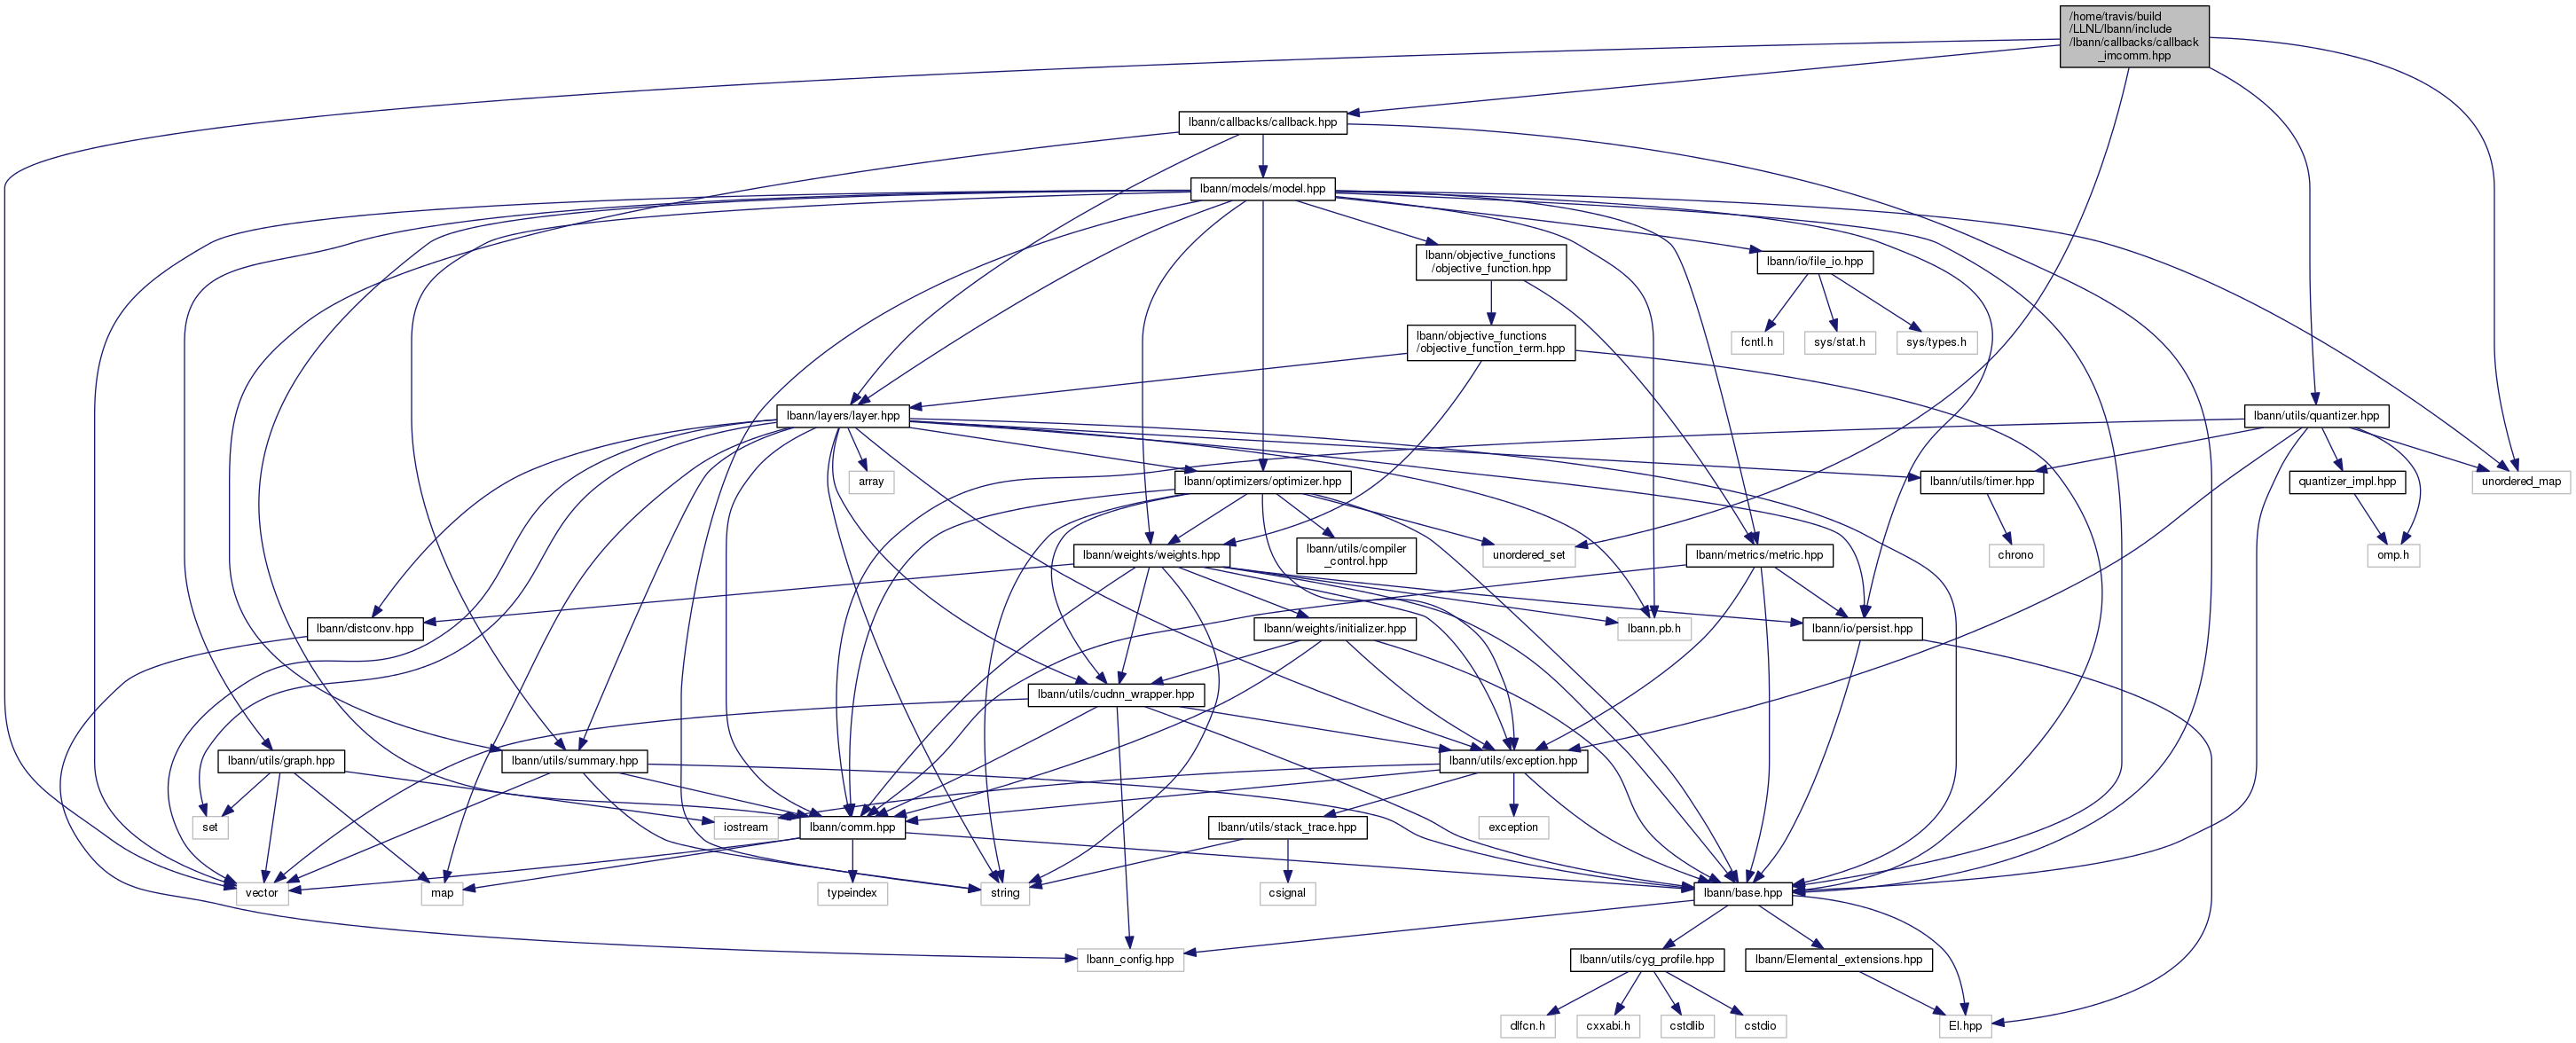 /home/travis/build
/LLNL/lbann/include
/lbann/callbacks/callback
_imcomm.hpp
lbann/callbacks/callback.hpp
lbann/models/model.hpp
lbann/objective_functions
/objective_function.hpp
lbann/io/file_io.hpp
lbann/objective_functions
/objective_function_term.hpp
fcntl.h
sys/stat.h
sys/types.h
lbann/layers/layer.hpp
lbann/utils/quantizer.hpp
array
lbann/optimizers/optimizer.hpp
lbann/utils/timer.hpp
quantizer_impl.hpp
unordered_map
lbann/weights/weights.hpp
lbann/utils/compiler
_control.hpp
unordered_set
lbann/metrics/metric.hpp
chrono
omp.h
lbann/distconv.hpp
lbann/weights/initializer.hpp
lbann.pb.h
lbann/io/persist.hpp
lbann/utils/cudnn_wrapper.hpp
lbann/utils/graph.hpp
lbann/utils/summary.hpp
lbann/utils/exception.hpp
set
iostream
lbann/comm.hpp
lbann/utils/stack_trace.hpp
exception
vector
map
typeindex
string
csignal
lbann/base.hpp
lbann_config.hpp
lbann/utils/cyg_profile.hpp
lbann/Elemental_extensions.hpp
dlfcn.h
cxxabi.h
cstdlib
cstdio
El.hpp